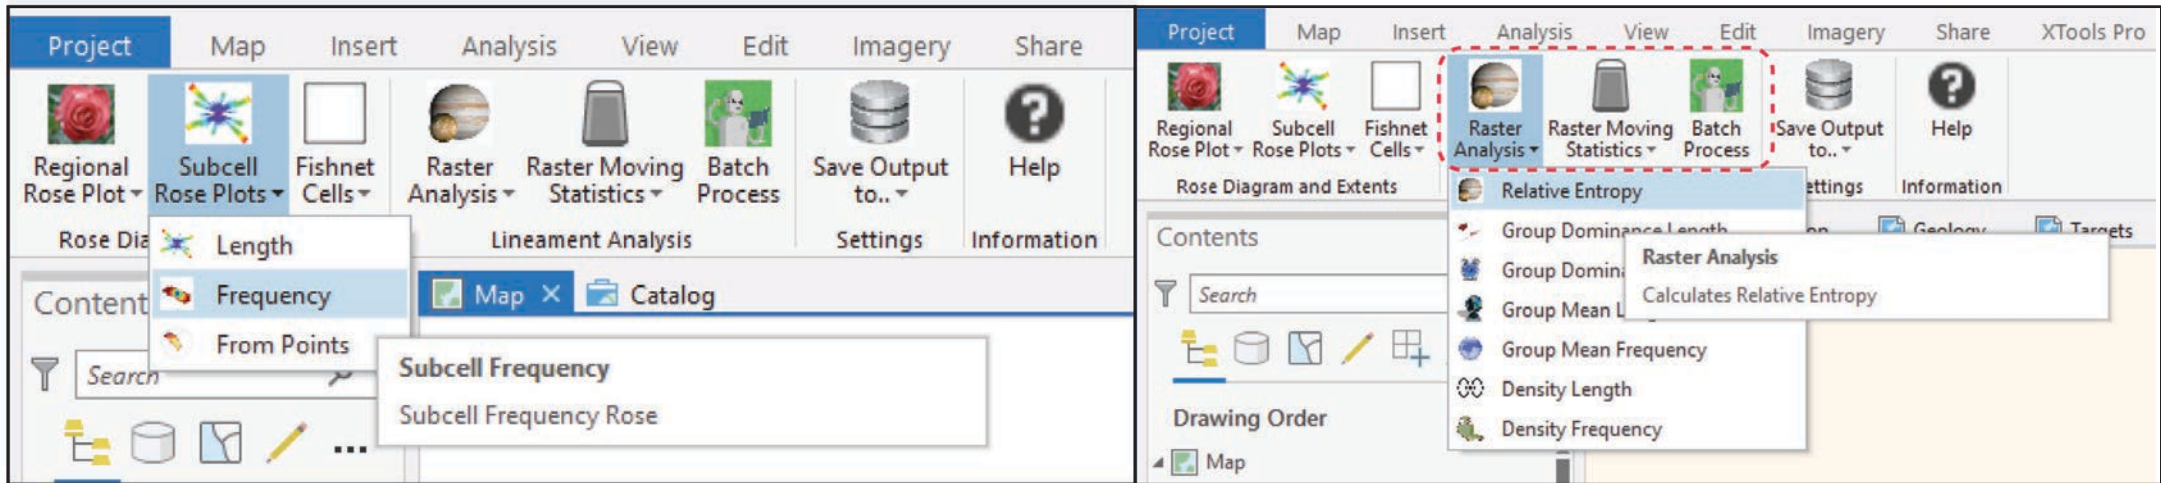 Project Map Insert Analysis View Edit Imagery Share
Regional Subcell Fishnet Raster Raster Moving Batch Save Output Help
Rose Plot Rose Plots Cells Analysis Statistics Process to..
Rose Dia Lineament Analysis Settings Information
Length
Frequency
From Points
Content
Map Catalog
Search
Subcell Frequency
Subcell Frequency Rose
Project Map Insert Analysis View Edit Imagery Share XTools Pro
Regional Subcell Fishnet Raster Raster Moving Batch Save Output Help
Rose Plot Rose Plots Cells Analysis Statistics Process to..
Rose Diagram and Extents ettings Information
Relative Entropy
Group Dominance Length
Group Domina
Group Mean L
Group Mean Frequency
Density Length
Density Frequency
Raster Analysis
Calculates Relative Entropy
Contents
on Geology Targets
Search
Drawing Order
Map